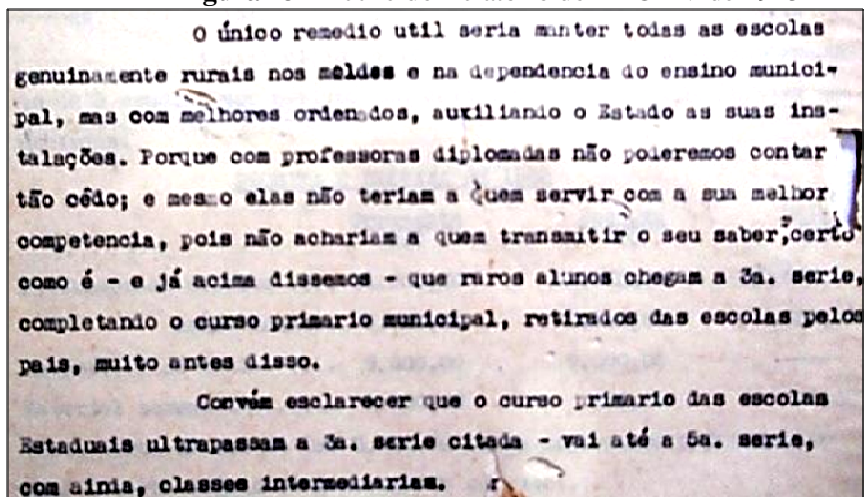 O único remedio util seria manter todas as escolas
genuinamente rurais nos moldes e na dependencia do ensino munici-
pal, mas com melhores ordenados, auxiliando o Estado as suas ins-
talações. Porque com professoras diplomadas não poderemos contar
tão cêdo; e mesmo elas não teriam a quem servir com a sua melhor
competencia, pois não achariam a quem transmitir o seu saber, certo
como é - e já acima dissemos - que raros alunos chegam a 3a. serie,
completando o curso primario municipal, retirados das escolas pelos
pais, muito antes disso.
Convém esclarecer que o curso primario das escolas
Estaduais ultrapassam a 3a. serie citada - vai até a 5a. serie,
com ainda, classes intermediarias.